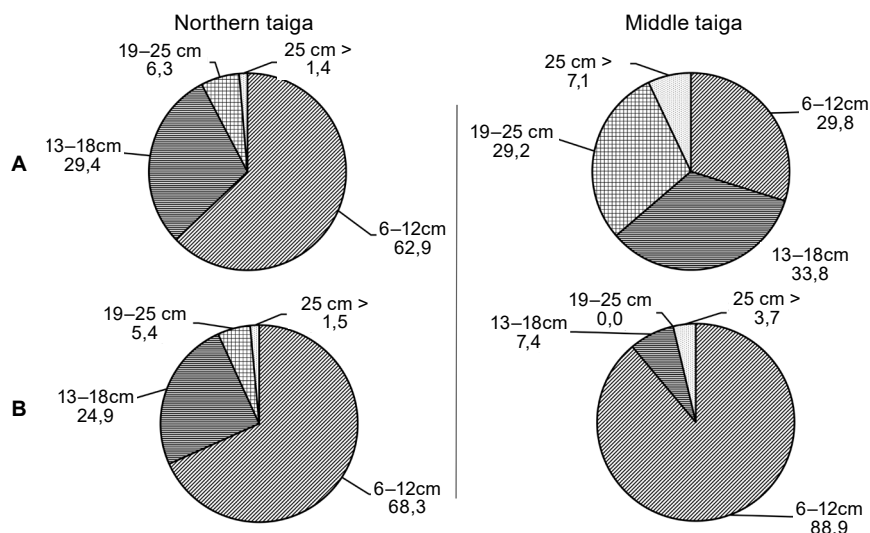 Northern taiga
Middle taiga
A
19–25 cm
6,3
25 cm >
1,4
13–18cm
29,4
6–12cm
62,9
25 cm >
7,1
19–25 cm
29,2
6–12cm
29,8
13–18cm
33,8
B
19–25 cm
5,4
25 cm >
1,5
13–18cm
24,9
6–12cm
68,3
19–25 cm
0,0
25 cm >
3,7
13–18cm
7,4
6–12cm
88,9